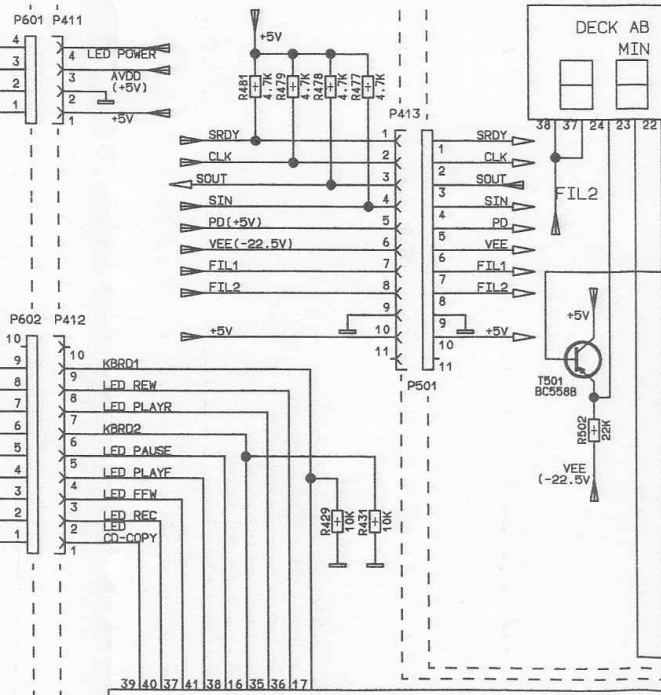 P601 P411
4
LED POWER
4
3
AVDD
(+5V)
3
2
2
1
+5V
1
+5V
R481
4.7K
R479
4.7K
R478
4.7K
R477
4.7K
P413
SRDY
1
CLK
2
SOUT
3
SIN
4
PD(+5V)
5
VEE(-22.5V)
6
FIL1
7
FIL2
8
9
+5V
10
11
SRDY
1
CLK
2
SOUT
3
SIN
4
PD
5
VEE
6
FIL1
7
FIL2
8
9
+5V
10
11
P501
DECK AB
MIN
38
37
24
23
22
FIL2
+5V
T501
BC558B
R502
22K
VEE
(-22.5V
P602 P412
10
10
9
KBRD1
9
8
LED REW
8
7
LED PLAYR
7
6
KBRD2
6
5
LED PAUSE
5
4
LED PLAYF
4
3
LED FFW
3
2
LED REC
2
1
LED
CD-COPY
1
R429
10K
R431
10K
39 40 37 41 38 16 35 36 17